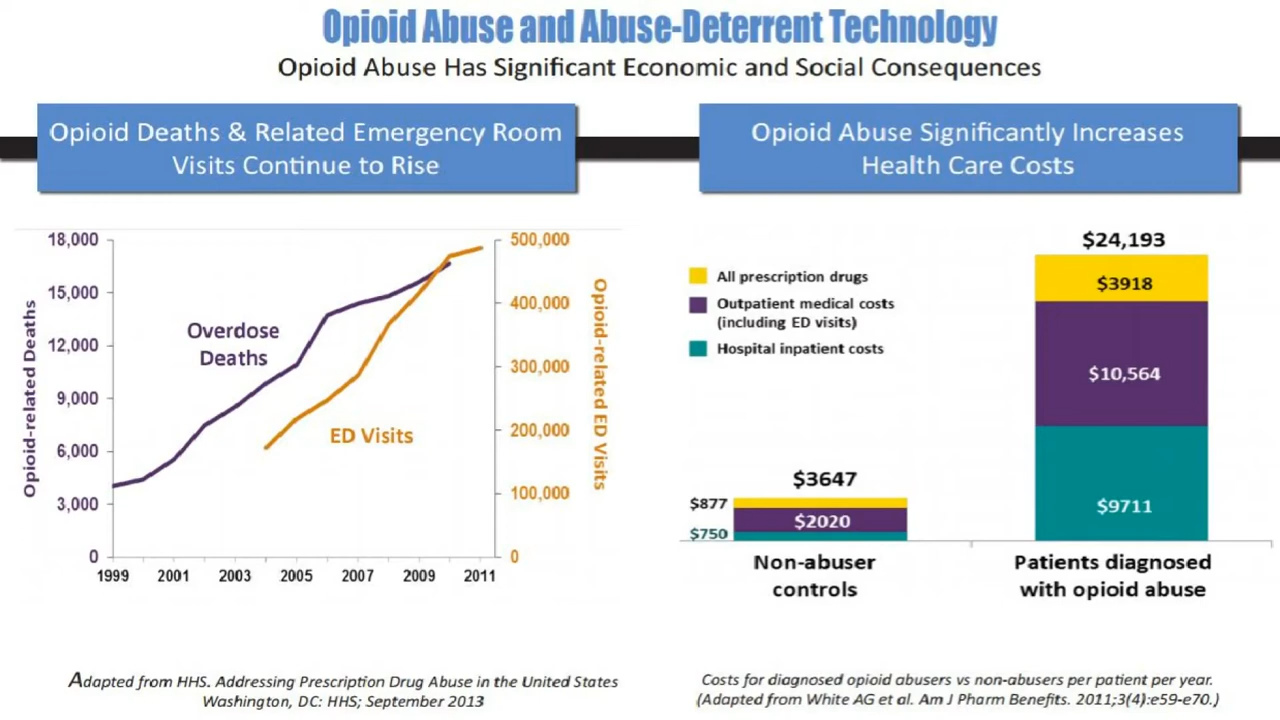 Opioid Abuse and Abuse-Deterrent Technology
Opioid Abuse Has Significant Economic and Social Consequences
Opioid Deaths & Related Emergency Room
Visits Continue to Rise
18,000
15,000
12,000
9,000
6,000
3,000
0
Opioid-related Deaths
Overdose
Deaths
ED Visits
500,000
400,000
300,000
200,000
100,000
0
Opioid-related ED Visits
1999 2001 2003 2005 2007 2009 2011
Adapted from HHS. Addressing Prescription Drug Abuse in the United States
Washington, DC: HHS; September 2013
Opioid Abuse Significantly Increases
Health Care Costs
All prescription drugs
Outpatient medical costs
(including ED visits)
Hospital inpatient costs
$3647
$877
$2020
$750
Non-abuser
controls
$24,193
$3918
$10,564
$9711
Patients diagnosed
with opioid abuse
Costs for diagnosed opioid abusers vs non-abusers per patient per year.
(Adapted from White AG et al. Am J Pharm Benefits. 2011;3(4):e59-e70.)